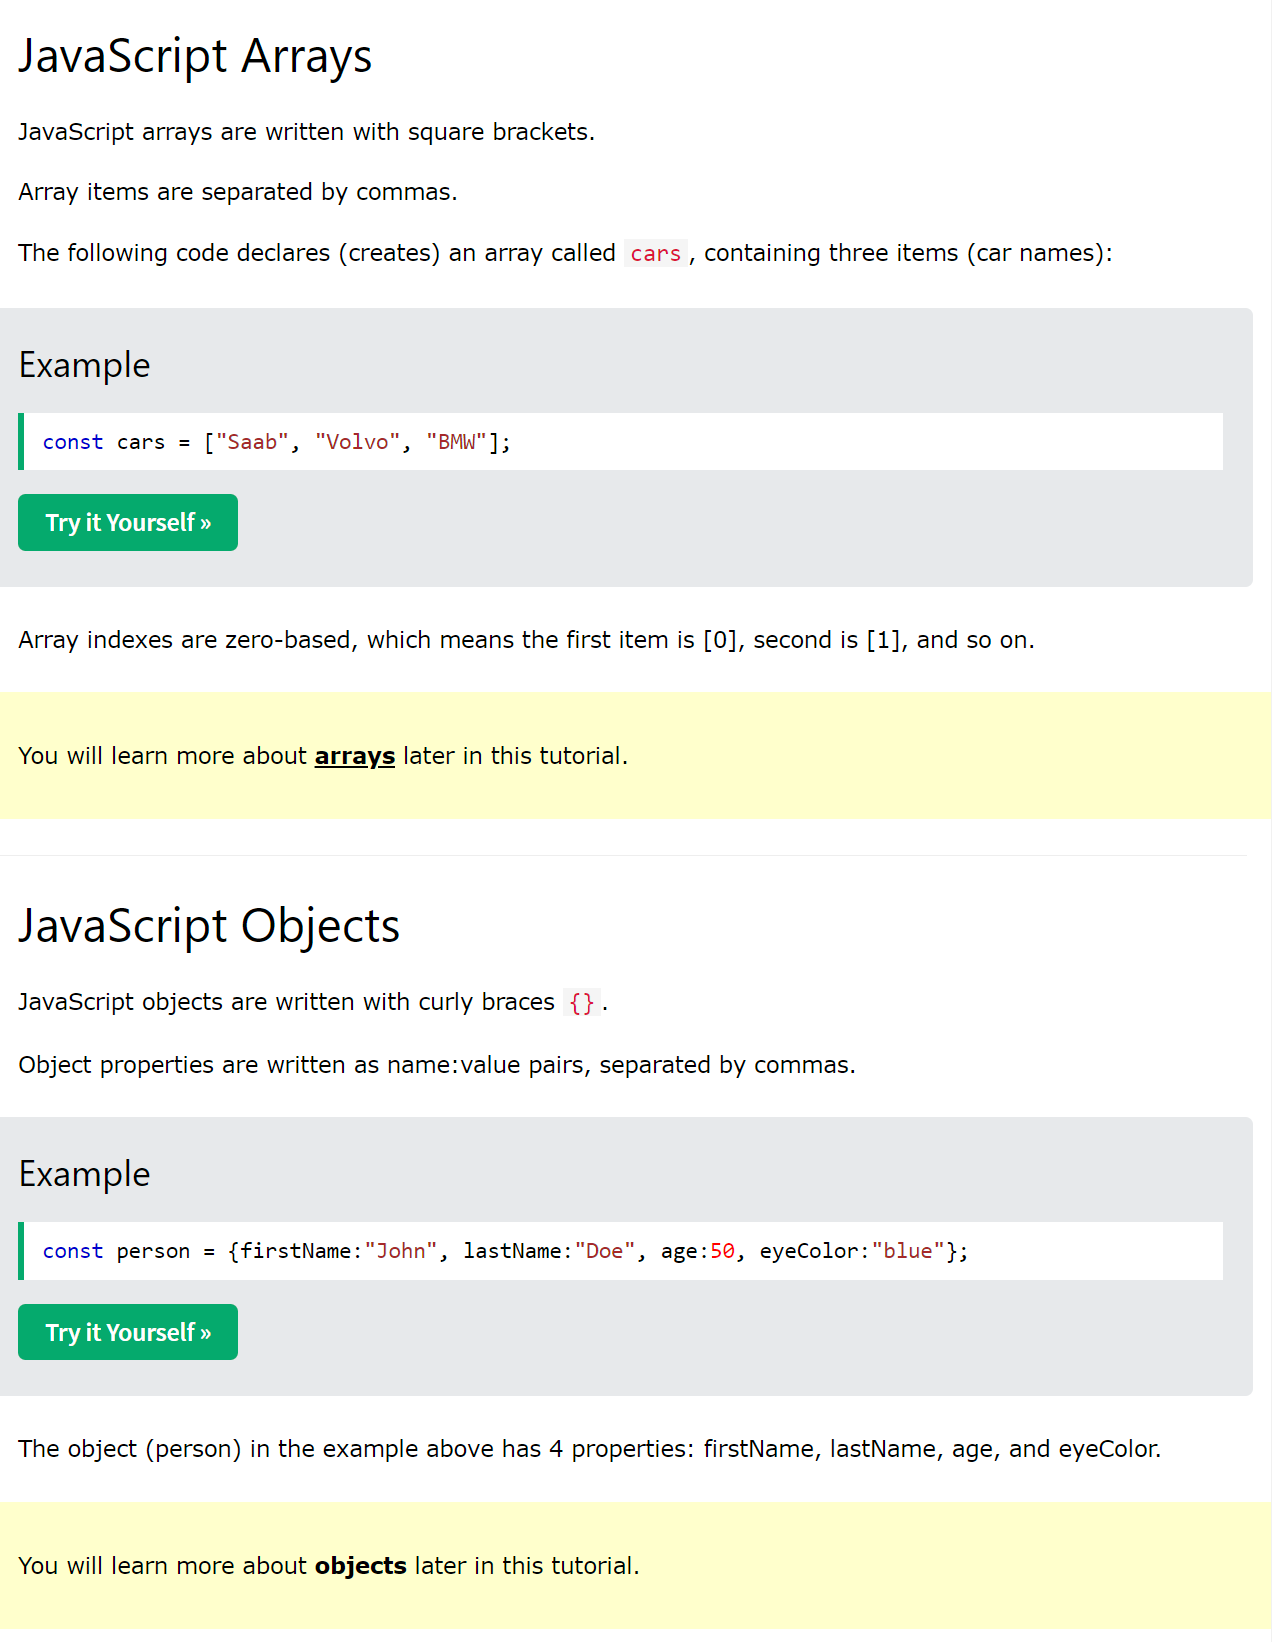 JavaScript Arrays
JavaScript arrays are written with square brackets.
Array items are separated by commas.
The following code declares (creates) an array called cars, containing three items (car names):
Example
const cars = ["Saab", "Volvo", "BMW"];
Try it Yourself »
Array indexes are zero-based, which means the first item is [0], second is [1], and so on.
You will learn more about arrays later in this tutorial.
JavaScript Objects
JavaScript objects are written with curly braces {}.
Object properties are written as name:value pairs, separated by commas.
Example
const person = {firstName:"John", lastName:"Doe", age:50, eyeColor:"blue"};
Try it Yourself »
The object (person) in the example above has 4 properties: firstName, lastName, age, and eyeColor.
You will learn more about objects later in this tutorial.